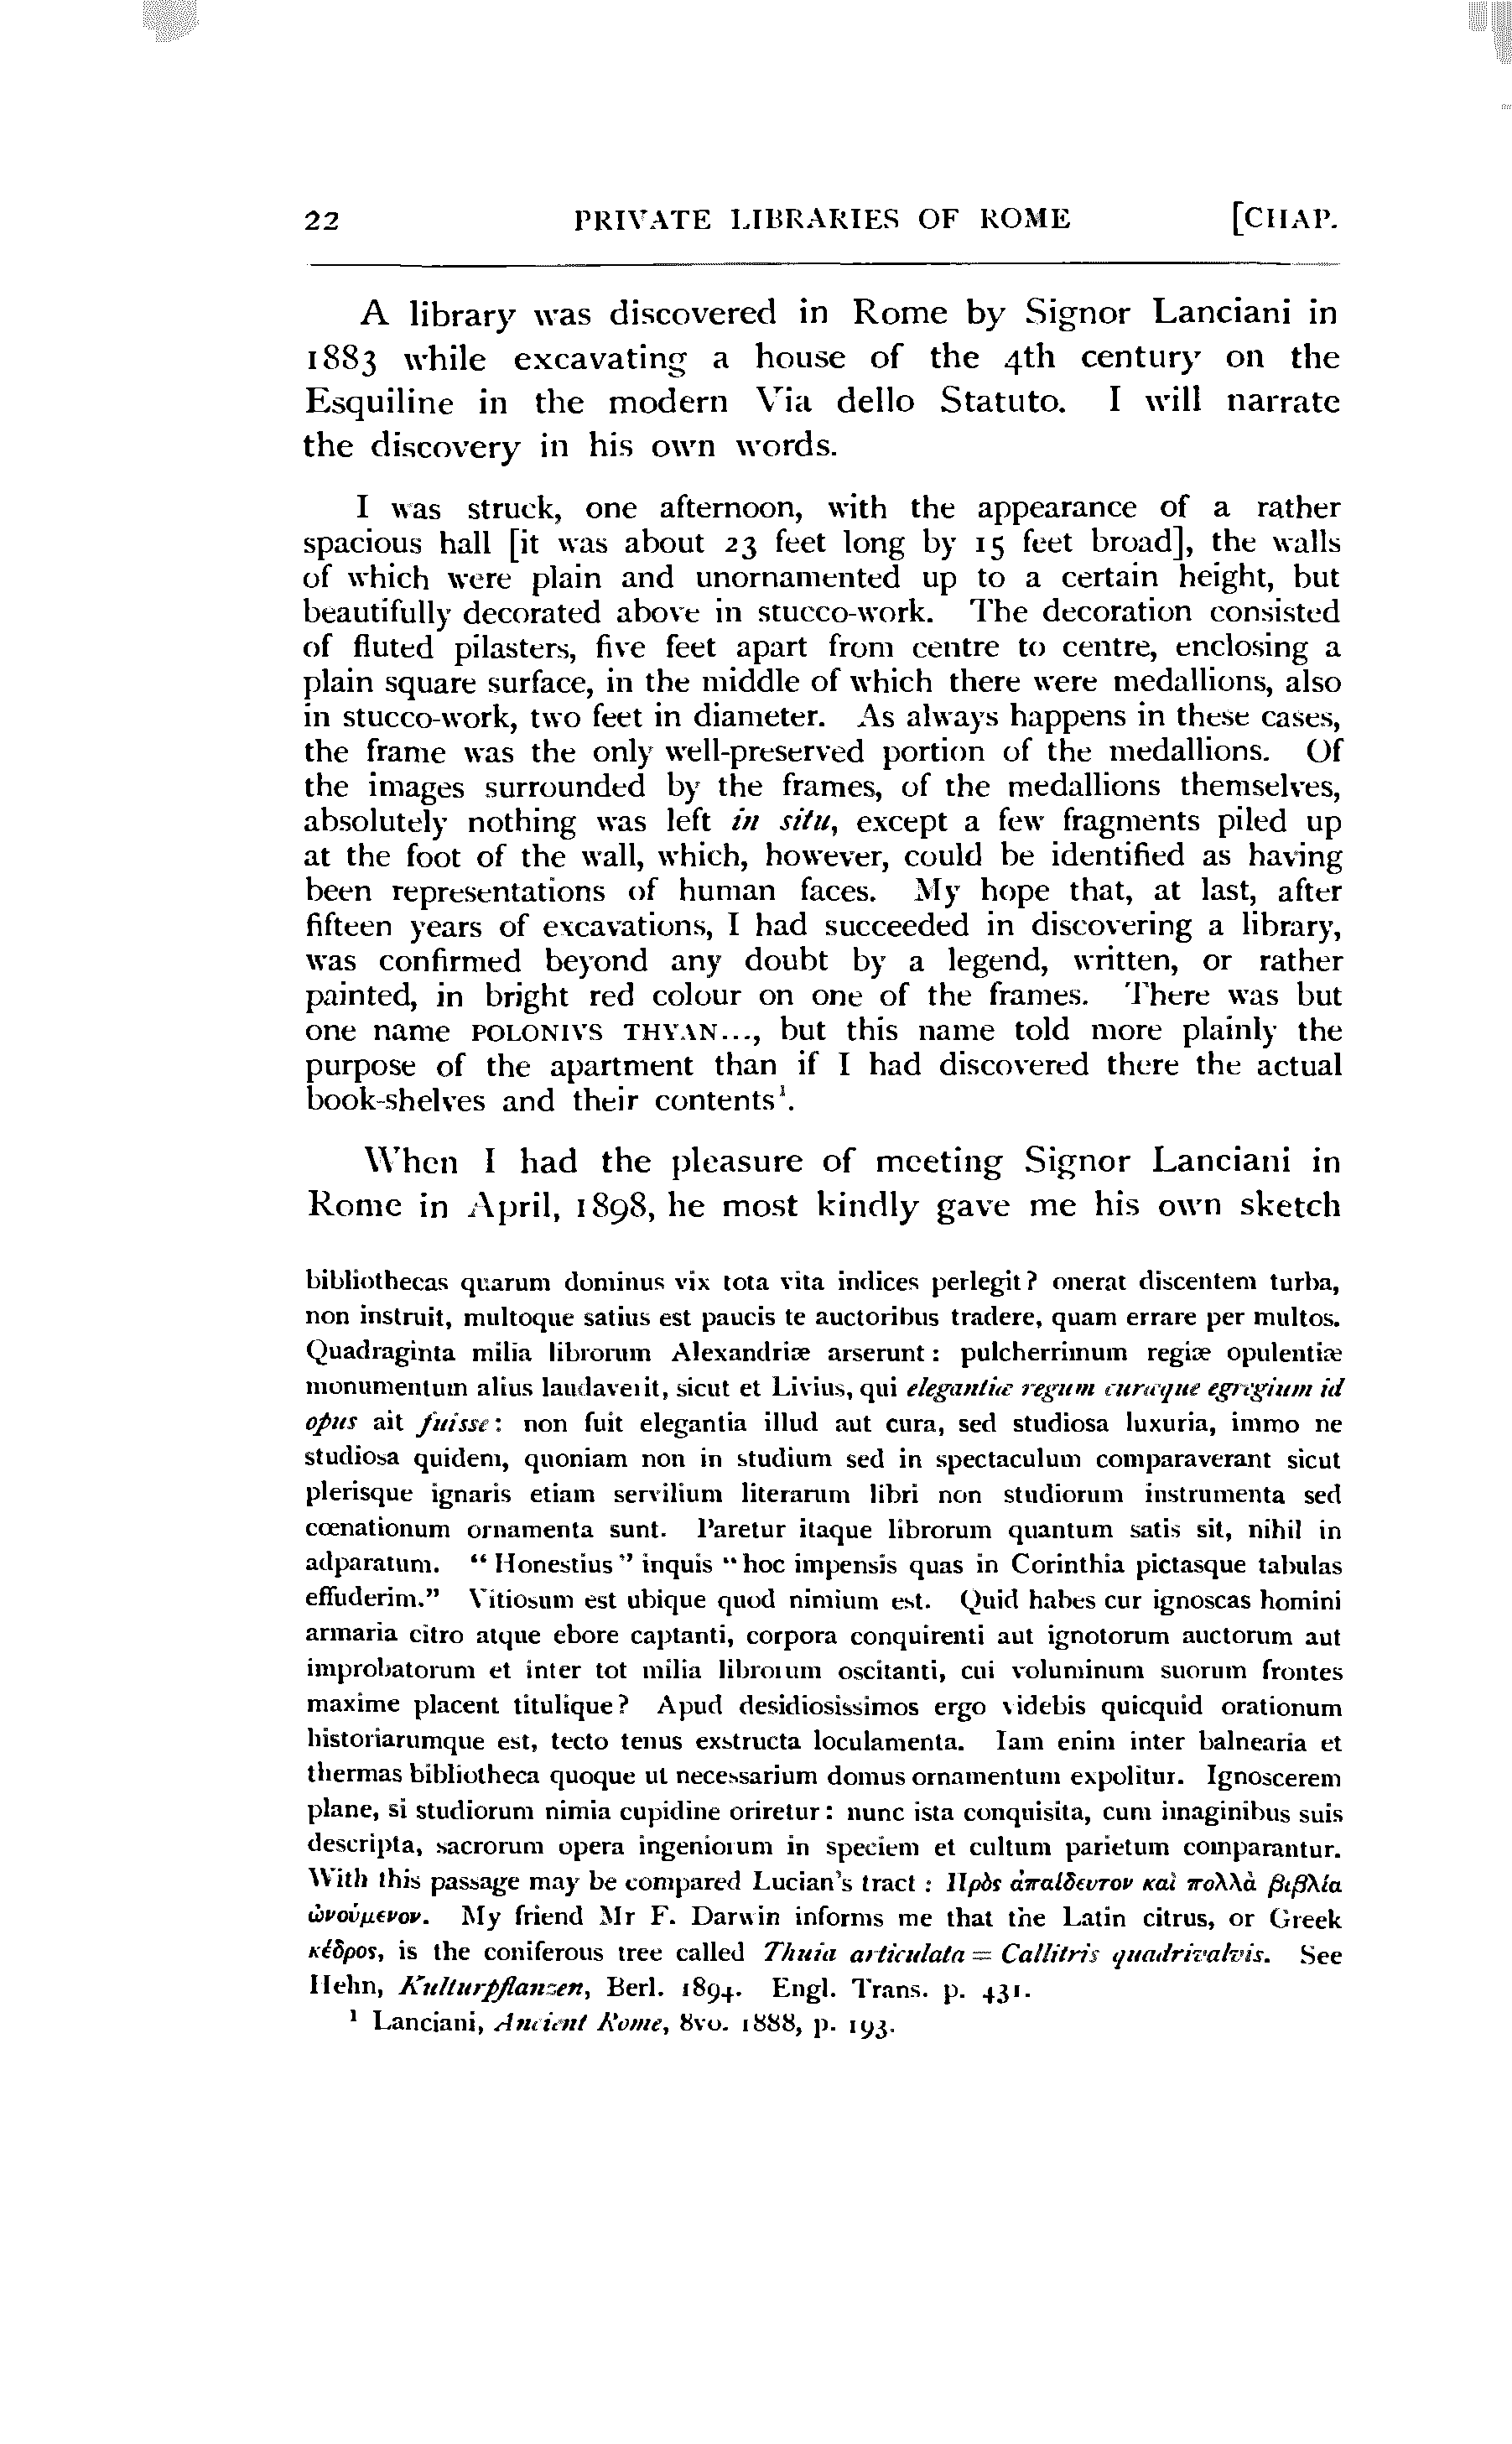 22 PRIVATE LIBRARIES OF ROME [CHAP.
A library was discovered in Rome by Signor Lanciani in
1883 while excavating a house of the 4th century on the
Esquiline in the modern Via dello Statuto. I will narrate
the discovery in his own words.
I was struck, one afternoon, with the appearance of a rather
spacious hall [it was about 23 feet long by 15 feet broad], the walls
of which were plain and unornamented up to a certain height, but
beautifully decorated above in stucco-work. The decoration consisted
of fluted pilasters, five feet apart from centre to centre, enclosing a
plain square surface, in the middle of which there were medallions, also
in stucco-work, two feet in diameter. As always happens in these cases,
the frame was the only well-preserved portion of the medallions. Of
the images surrounded by the frames, of the medallions themselves,
absolutely nothing was left in situ, except a few fragments piled up
at the foot of the wall, which, however, could be identified as having
been representations of human faces. My hope that, at last, after
fifteen years of excavations, I had succeeded in discovering a library,
was confirmed beyond any doubt by a legend, written, or rather
painted, in bright red colour on one of the frames. There was but
one name POLONIVS THYAN..., but this name told more plainly the
purpose of the apartment than if I had discovered there the actual
book-shelves and their contents¹.
When I had the pleasure of meeting Signor Lanciani in
Rome in April, 1898, he most kindly gave me his own sketch
bibliothecas quarum dominus vix tota vita indices perlegit? onerat discentem turba,
non instruit, multoque satius est paucis te auctoribus tradere, quam errare per multos.
Quadraginta milia librorum Alexandriæ arserunt: pulcherrimum regiæ opulentiæ
monumentum alius laudaverit, sicut et Livius, qui elegantiæ regum curæque egregium id
opus ait fuisse: non fuit elegantia illud aut cura, sed studiosa luxuria, immo ne
studiosa quidem, quoniam non in studium sed in spectaculum comparaverant sicut
plerisque ignaris etiam servilium literarum libri non studiorum instrumenta sed
cœnationum ornamenta sunt. Paretur itaque librorum quantum satis sit, nihil in
adparatum. "Honestius" inquis "hoc impensis quas in Corinthia pictasque tabulas
effuderim." Vitiosum est ubique quod nimium est. Quid habes cur ignoscas homini
armaria citro atque ebore captanti, corpora conquirenti aut ignotorum auctorum aut
improbatorum et inter tot milia librorum oscitanti, cui voluminum suorum frontes
maxime placent titulique? Apud desidiosissimos ergo videbis quicquid orationum
historiarumque est, tecto tenus exstructa loculamenta. Iam enim inter balnearia et
thermas bibliotheca quoque ut necessarium domus ornamentum expolitur. Ignoscerem
plane, si studiorum nimia cupidine oriretur: nunc ista conquisita, cum imaginibus suis
descripta, sacrorum opera ingeniorum in speciem et cultum parietum comparantur.
With this passage may be compared Lucian's tract: Πρὸς ἀπαίδευτον καὶ πολλὰ βιβλία
ὠνούμενον. My friend Mr F. Darwin informs me that the Latin citrus, or Greek
κέδρος, is the coniferous tree called Thuia articulata = Callitris quadrivalvis. See
Hehn, Kulturpflanzen, Berl. 1894. Engl. Trans. p. 431.
¹ Lanciani, Ancient Rome, 8vo. 1888, p. 193.